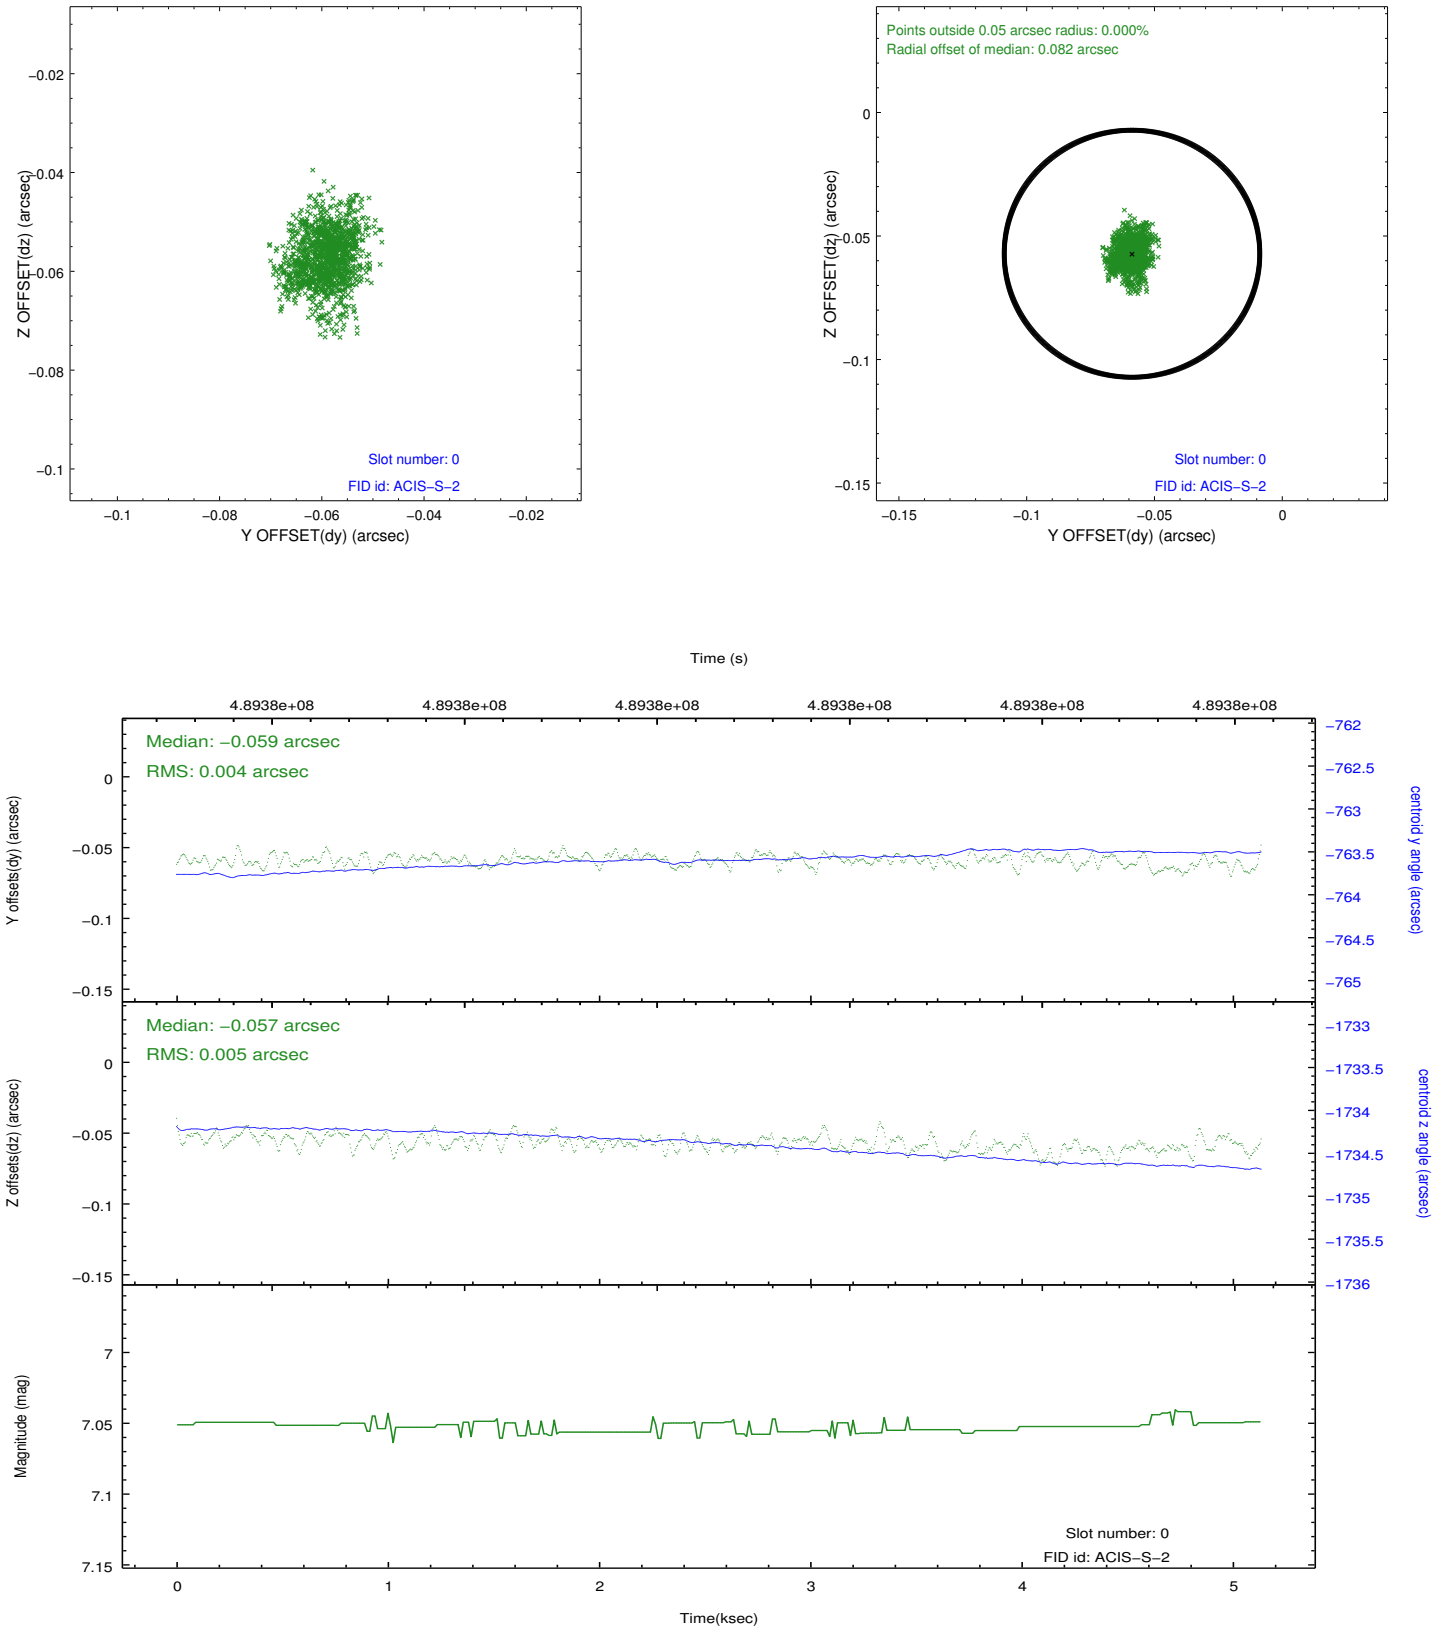 −0.02
−0.04
−0.06
−0.08
−0.1
Z OFFSET(dz) (arcsec)
Slot number: 0
FID id: ACIS−S−2
−0.1 −0.08 −0.06 −0.04 −0.02
Y OFFSET(dy) (arcsec)
Points outside 0.05 arcsec radius: 0.000%
Radial offset of median: 0.082 arcsec
0
−0.05
−0.1
−0.15
Z OFFSET(dz) (arcsec)
Slot number: 0
FID id: ACIS−S−2
−0.15 −0.1 −0.05 0
Y OFFSET(dy) (arcsec)
Time (s)
4.8938e+08 4.8938e+08 4.8938e+08 4.8938e+08 4.8938e+08 4.8938e+08
Median: −0.059 arcsec
RMS: 0.004 arcsec
0
−0.05
−0.1
−0.15
Y offsets(dy) (arcsec)
−762
−762.5
−763
−763.5
−764
−764.5
−765
centroid y angle (arcsec)
Median: −0.057 arcsec
RMS: 0.005 arcsec
0
−0.05
−0.1
−0.15
Z offsets(dz) (arcsec)
−1733
−1733.5
−1734
−1734.5
−1735
−1735.5
−1736
centroid z angle (arcsec)
7
7.05
7.1
7.15
Magnitude (mag)
Slot number: 0
FID id: ACIS−S−2
0 1 2 3 4 5
Time(ksec)